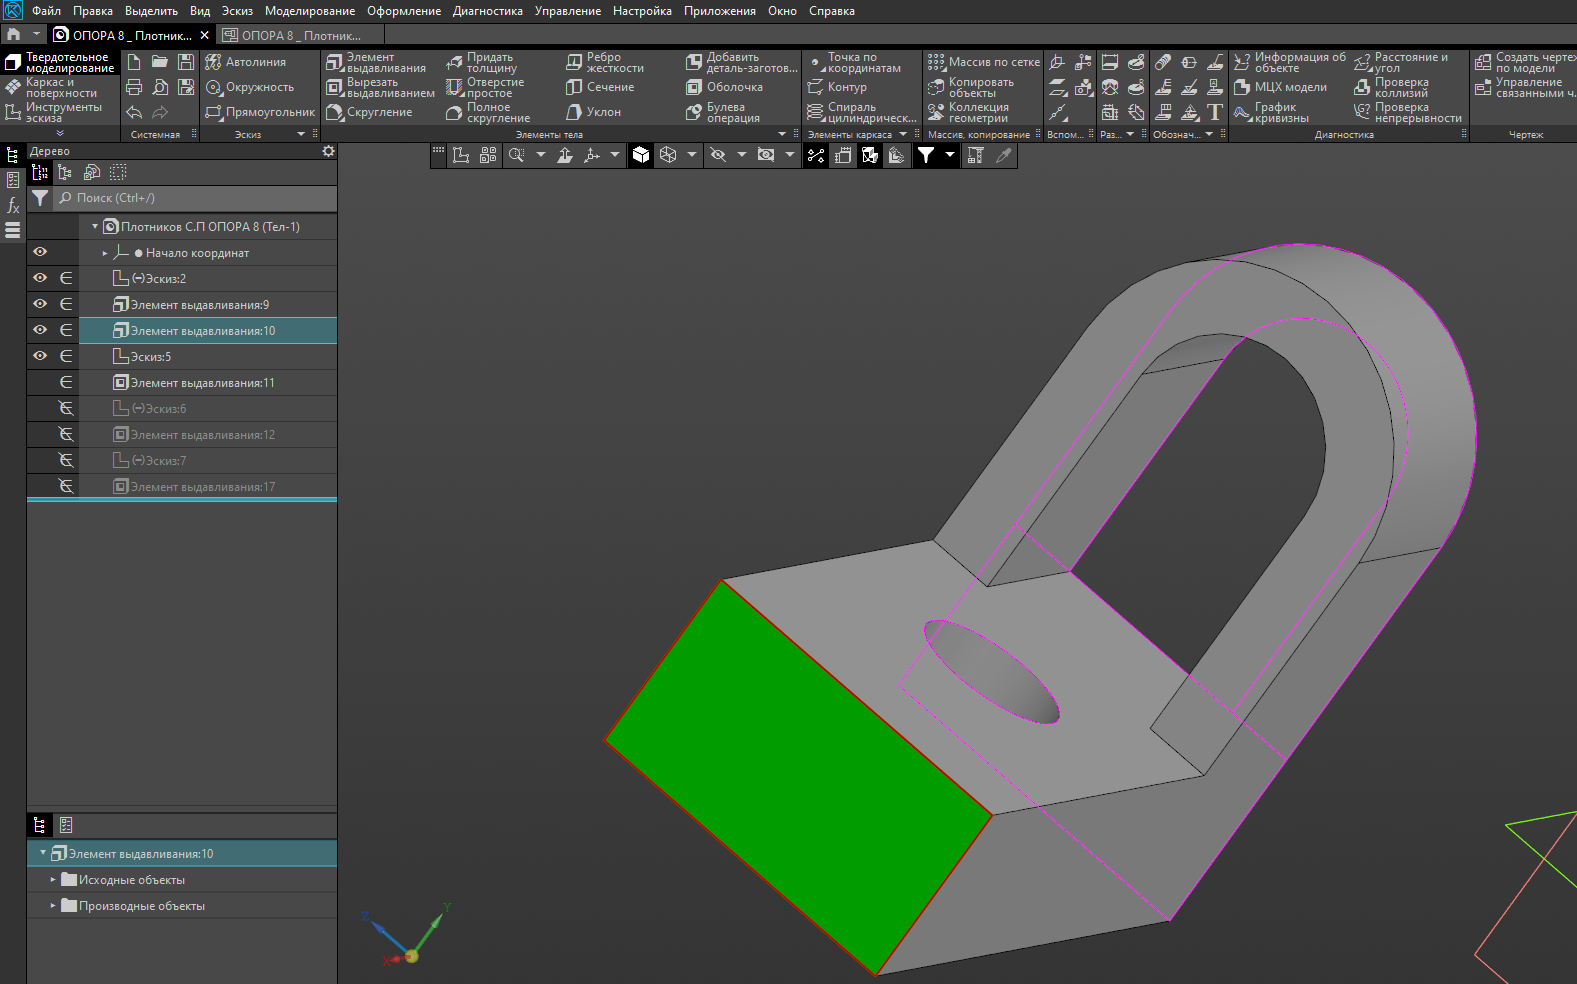 Файл Правка Выделить Вид Эскиз Моделирование Оформление Диагностика Управление Настройка Приложения Окно Справка
ОПОРА 8 _ Плотник... ОПОРА 8 _ Плотник...
Твердотельное
моделирование
Каркас и
поверхности
Инструменты
эскиза
Системная
Автолиния
Окружность
Прямоугольник
Эскиз
Элемент
выдавливания
Вырезать
выдавливанием
Скругление
Придать
толщину
Отверстие
простое
Полное
скругление
Ребро
жесткости
Сечение
Уклон
Добавить
деталь-заготов...
Оболочка
Булева
операция
Элементы тела
Точка по
координатам
Контур
Спираль
цилиндрическ...
Элементы каркаса
Массив по сетке
Копировать
объекты
Коллекция
геометрии
Массив, копирование
Вспом...
Раз...
Обознач...
Информация об
объекте
МЦХ модели
График
кривизны
Расстояние и
угол
Проверка
коллизий
Проверка
непрерывности
Диагностика
Создать черте
по модели
Управление
связанными ч.
Чертеж
Дерево
Поиск (Ctrl+/)
Плотников С.П ОПОРА 8 (Тел-1)
Начало координат
(−)Эскиз:2
Элемент выдавливания:9
Элемент выдавливания:10
Эскиз:5
Элемент выдавливания:11
(−)Эскиз:6
Элемент выдавливания:12
(−)Эскиз:7
Элемент выдавливания:17
Элемент выдавливания:10
Исходные объекты
Производные объекты
Z
Y
X